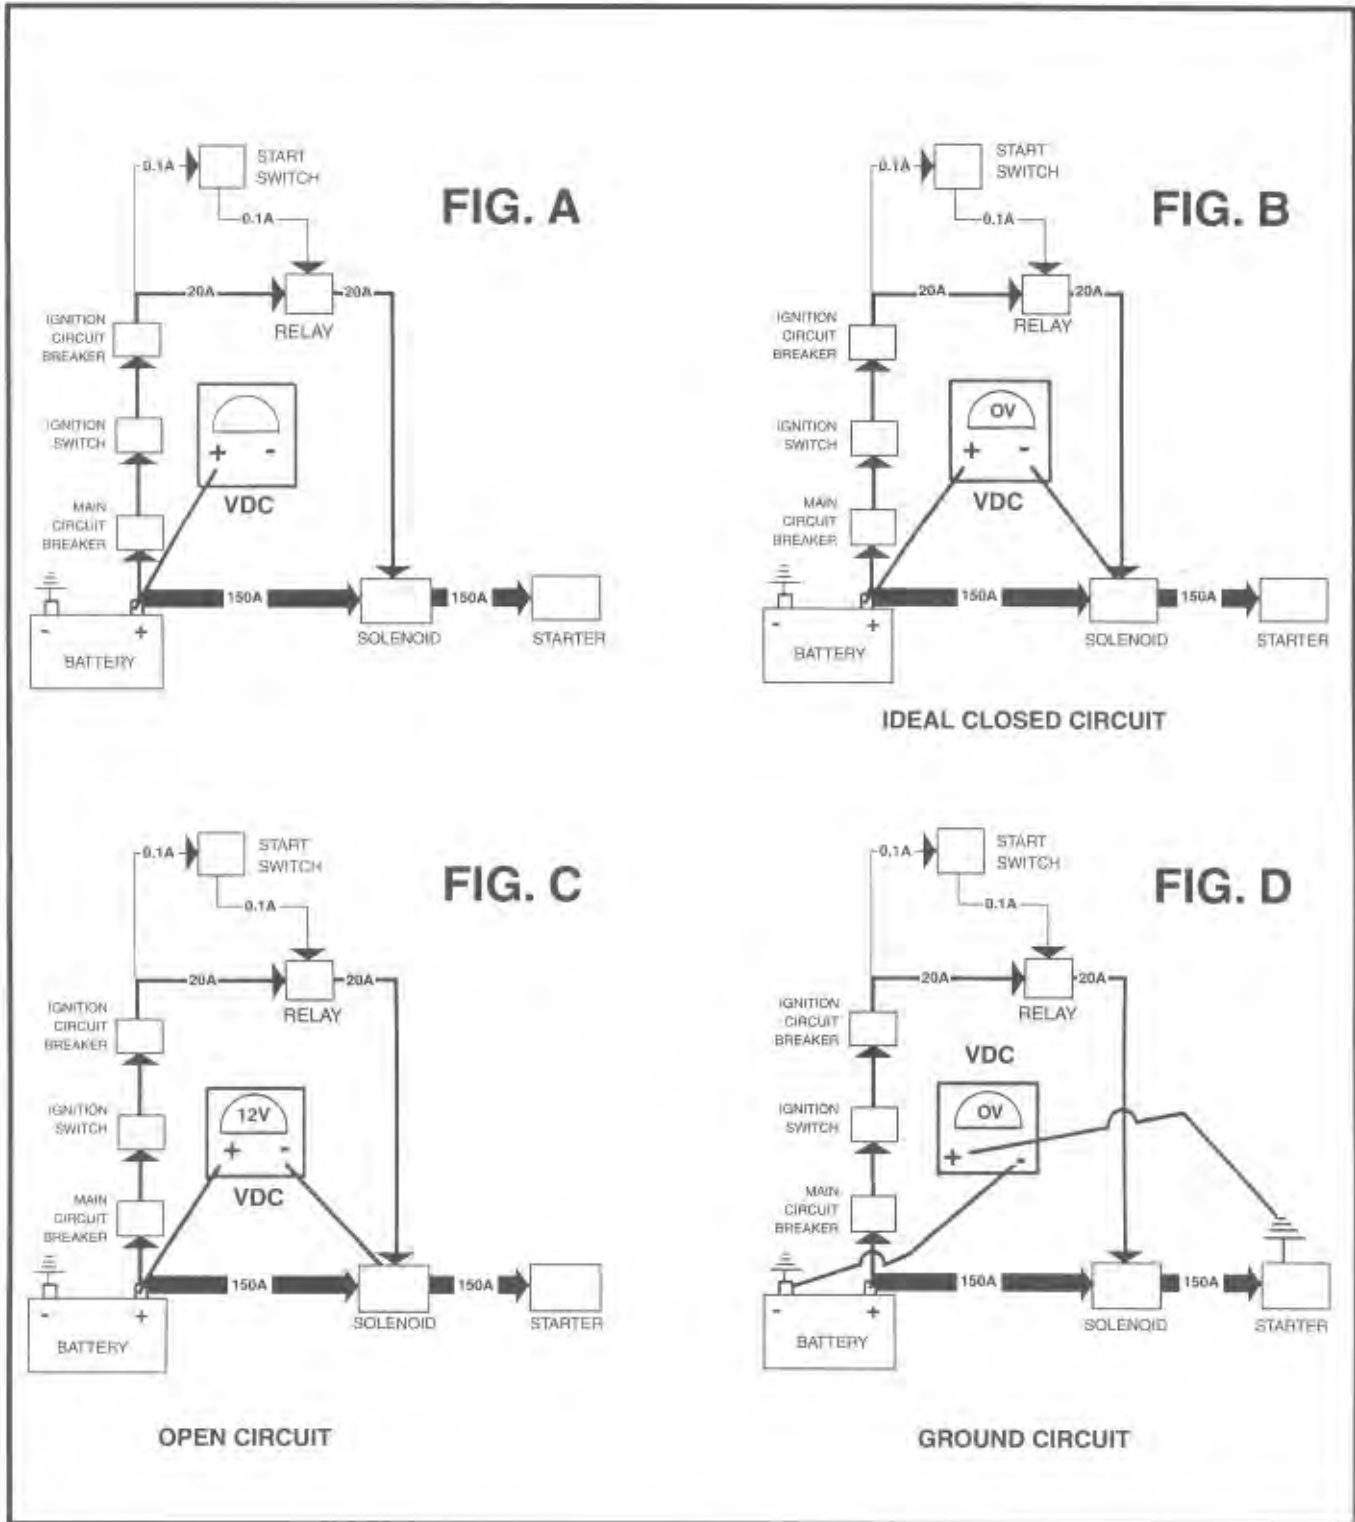 FIG. A
0.1A
START
SWITCH
0.1A
20A
20A
RELAY
IGNITION
CIRCUIT
BREAKER
+ -
VDC
IGNITION
SWITCH
MAIN
CIRCUIT
BREAKER
150A
150A
- +
BATTERY
SOLENOID
STARTER
FIG. B
0.1A
START
SWITCH
0.1A
20A
20A
RELAY
IGNITION
CIRCUIT
BREAKER
OV
+ -
VDC
IGNITION
SWITCH
MAIN
CIRCUIT
BREAKER
150A
150A
- +
BATTERY
SOLENOID
STARTER
IDEAL CLOSED CIRCUIT
FIG. C
0.1A
START
SWITCH
0.1A
20A
20A
RELAY
IGNITION
CIRCUIT
BREAKER
12V
+ -
VDC
IGNITION
SWITCH
MAIN
CIRCUIT
BREAKER
150A
150A
- +
BATTERY
SOLENOID
STARTER
OPEN CIRCUIT
FIG. D
0.1A
START
SWITCH
0.1A
20A
20A
RELAY
IGNITION
CIRCUIT
BREAKER
VDC
OV
+ -
IGNITION
SWITCH
MAIN
CIRCUIT
BREAKER
150A
150A
- +
BATTERY
SOLENOID
STARTER
GROUND CIRCUIT